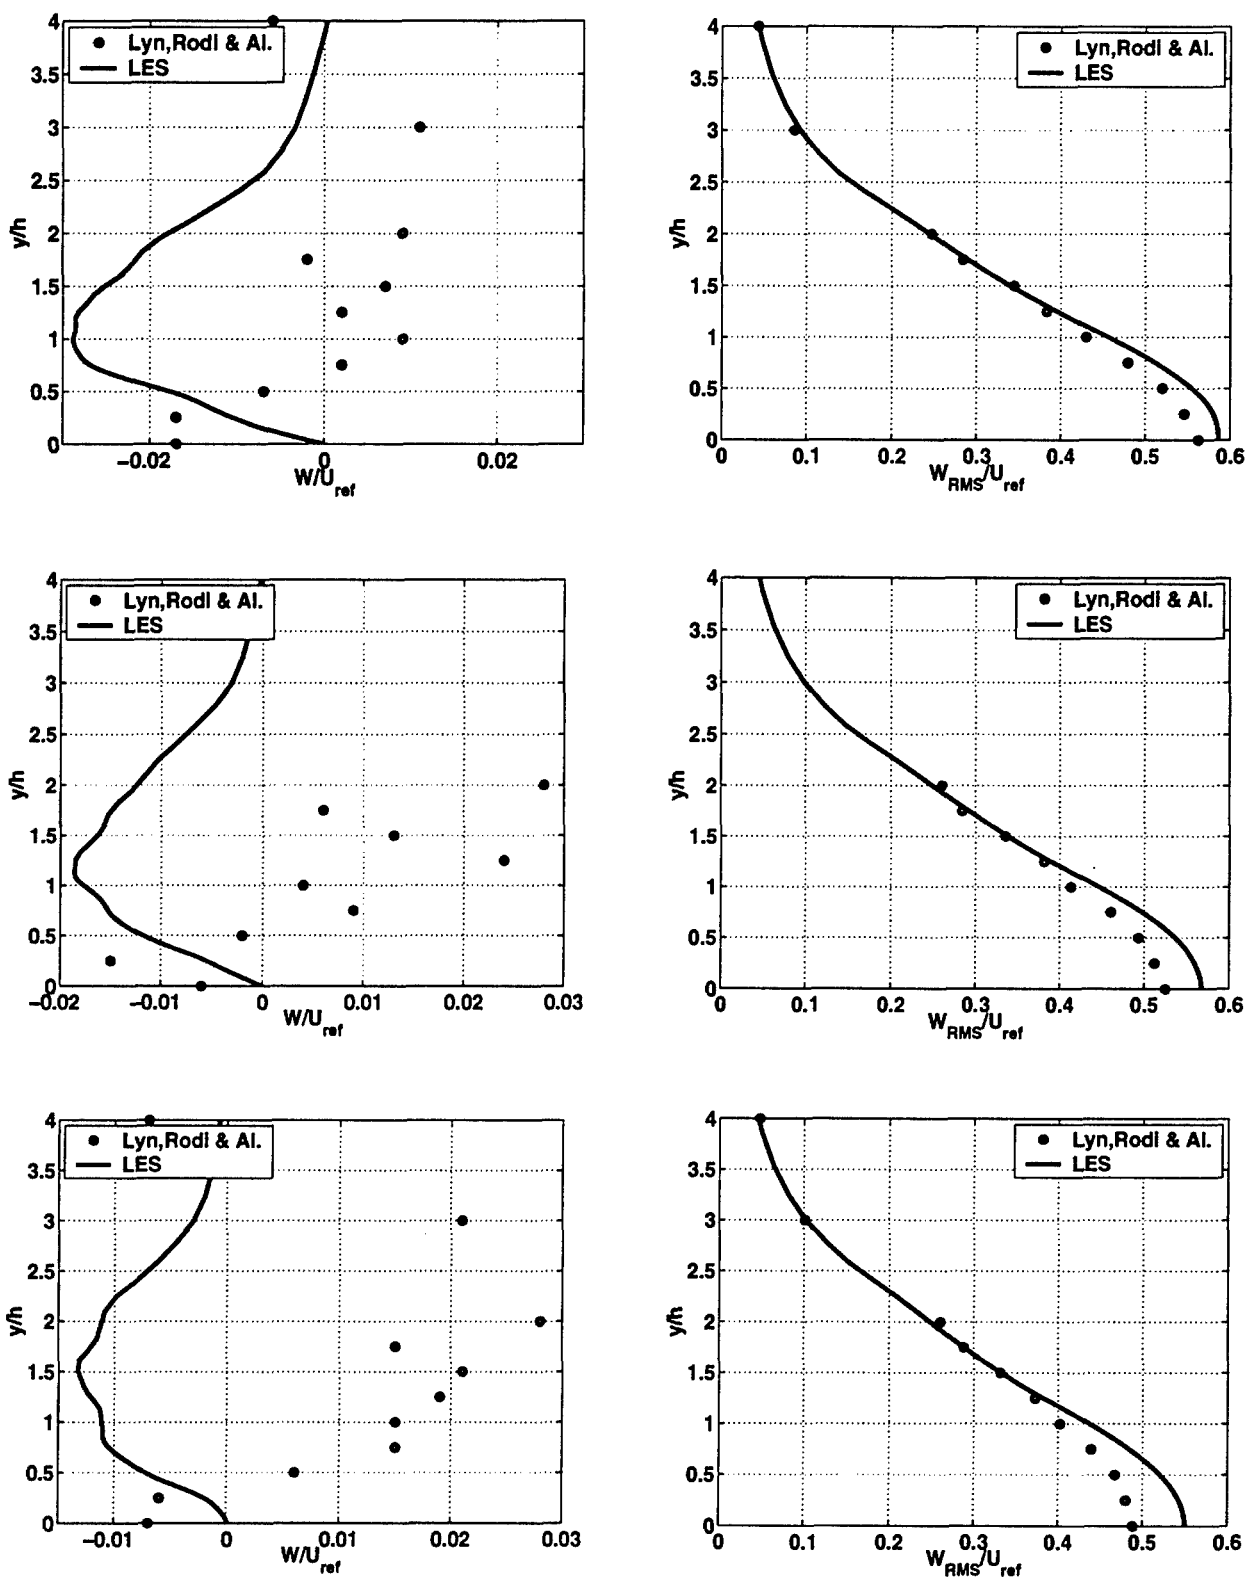 4
3.5
3
2.5
2
1.5
1
0.5
0
y/h
Lyn,Rodi & Al.
LES
−0.02 0 0.02
W/U_ref
4
3.5
3
2.5
2
1.5
1
0.5
0
y/h
Lyn,Rodi & Al.
LES
0 0.1 0.2 0.3 0.4 0.5 0.6
W_RMS/U_ref
4
3.5
3
2.5
2
1.5
1
0.5
0
y/h
Lyn,Rodi & Al.
LES
−0.02 −0.01 0 0.01 0.02 0.03
W/U_ref
4
3.5
3
2.5
2
1.5
1
0.5
0
y/h
Lyn,Rodi & Al.
LES
0 0.1 0.2 0.3 0.4 0.5 0.6
W_RMS/U_ref
4
3.5
3
2.5
2
1.5
1
0.5
0
y/h
Lyn,Rodi & Al.
LES
−0.01 0 0.01 0.02 0.03
W/U_ref
4
3.5
3
2.5
2
1.5
1
0.5
0
y/h
Lyn,Rodi & Al.
LES
0 0.1 0.2 0.3 0.4 0.5 0.6
W_RMS/U_ref